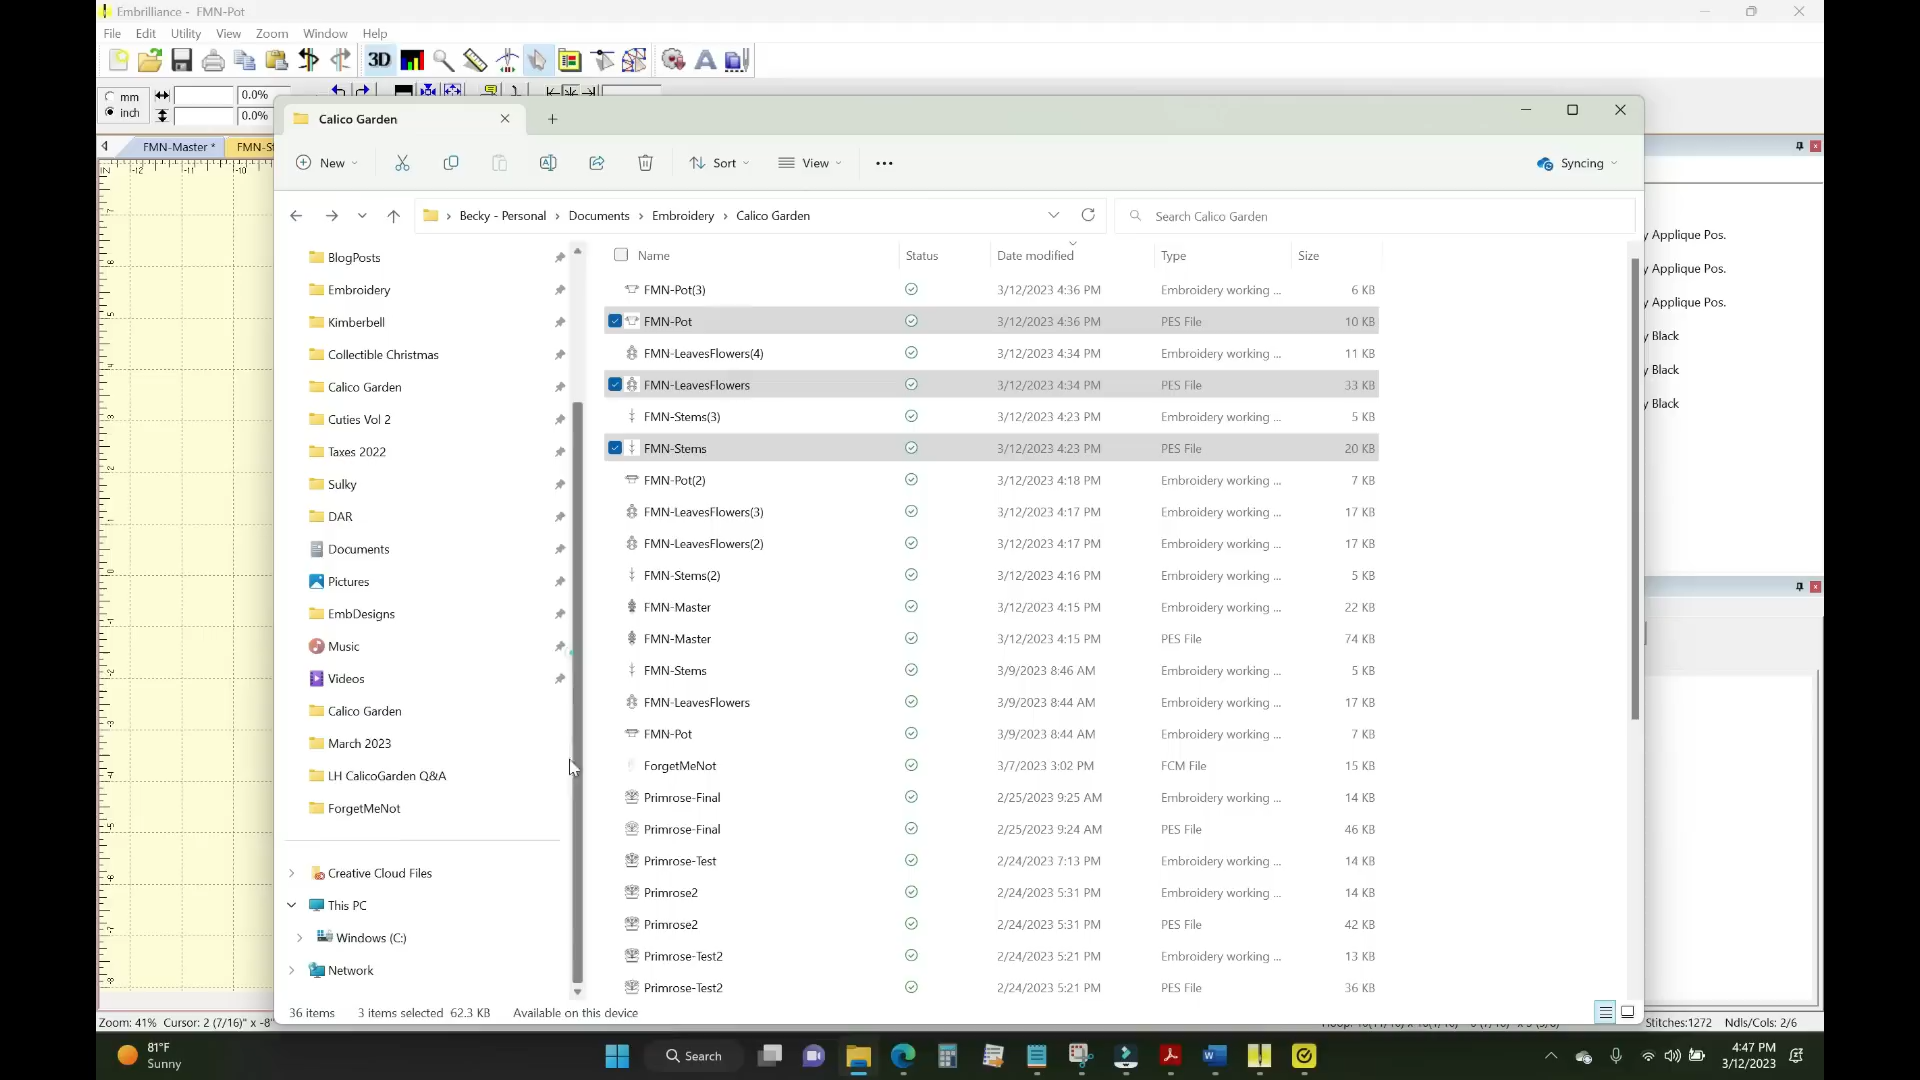 Embrilliance - FMN-Pot
File Edit Utility View Zoom Window Help
3D
mm 0.0%
inch 0.0%
FMN-Master *
Calico Garden
New Sort View Syncing
Becky - Personal > Documents > Embroidery > Calico Garden Search Calico Garden
BlogPosts
Embroidery
Kimberbell
Collectible Christmas
Calico Garden
Cuties Vol 2
Taxes 2022
Sulky
DAR
Documents
Pictures
EmbDesigns
Music
Videos
Calico Garden
March 2023
LH CalicoGarden Q&A
ForgetMeNot
Creative Cloud Files
This PC
Windows (C:)
Network
Name Status Date modified Type Size
FMN-Pot(3) 3/12/2023 4:36 PM Embroidery working ... 6 KB
FMN-Pot 3/12/2023 4:36 PM PES File 10 KB
FMN-LeavesFlowers(4) 3/12/2023 4:34 PM Embroidery working ... 11 KB
FMN-LeavesFlowers 3/12/2023 4:34 PM PES File 33 KB
FMN-Stems(3) 3/12/2023 4:23 PM Embroidery working ... 5 KB
FMN-Stems 3/12/2023 4:23 PM PES File 20 KB
FMN-Pot(2) 3/12/2023 4:18 PM Embroidery working ... 7 KB
FMN-LeavesFlowers(3) 3/12/2023 4:17 PM Embroidery working ... 17 KB
FMN-LeavesFlowers(2) 3/12/2023 4:17 PM Embroidery working ... 17 KB
FMN-Stems(2) 3/12/2023 4:16 PM Embroidery working ... 5 KB
FMN-Master 3/12/2023 4:15 PM Embroidery working ... 22 KB
FMN-Master 3/12/2023 4:15 PM PES File 74 KB
FMN-Stems 3/9/2023 8:46 AM Embroidery working ... 5 KB
FMN-LeavesFlowers 3/9/2023 8:44 AM Embroidery working ... 17 KB
FMN-Pot 3/9/2023 8:44 AM Embroidery working ... 7 KB
ForgetMeNot 3/7/2023 3:02 PM FCM File 15 KB
Primrose-Final 2/25/2023 9:25 AM Embroidery working ... 14 KB
Primrose-Final 2/25/2023 9:24 AM PES File 46 KB
Primrose-Test 2/24/2023 7:13 PM Embroidery working ... 14 KB
Primrose2 2/24/2023 5:31 PM Embroidery working ... 14 KB
Primrose2 2/24/2023 5:31 PM PES File 42 KB
Primrose-Test2 2/24/2023 5:21 PM Embroidery working ... 13 KB
Primrose-Test2 2/24/2023 5:21 PM PES File 36 KB
36 items 3 items selected 62.3 KB Available on this device
y Applique Pos.
y Applique Pos.
y Applique Pos.
y Black
y Black
y Black
Zoom: 41% Cursor: 2 (7/16)" x -8" Stitches:1272 Ndls/Cols: 2/6
81°F
Sunny
Search
4:47 PM
3/12/2023